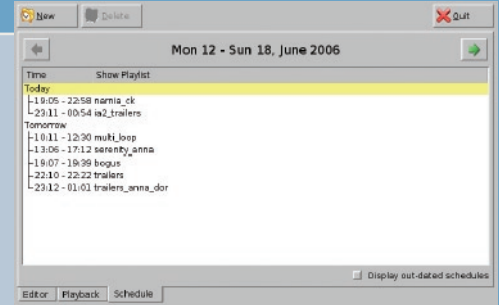 New Delete Quit
Mon 12 - Sun 18, June 2006
Time Show Playlist
Today
19:05 - 22:58 narnia_ck
23:11 - 00:54 ia2_trailers
Tomorrow
10:11 - 12:30 multi_loop
13:06 - 17:12 serenity_anna
19:07 - 19:39 bogus
22:10 - 22:22 trailers
23:12 - 01:01 trailers_anna_dor
Display out-dated schedules
Editor Playback Schedule